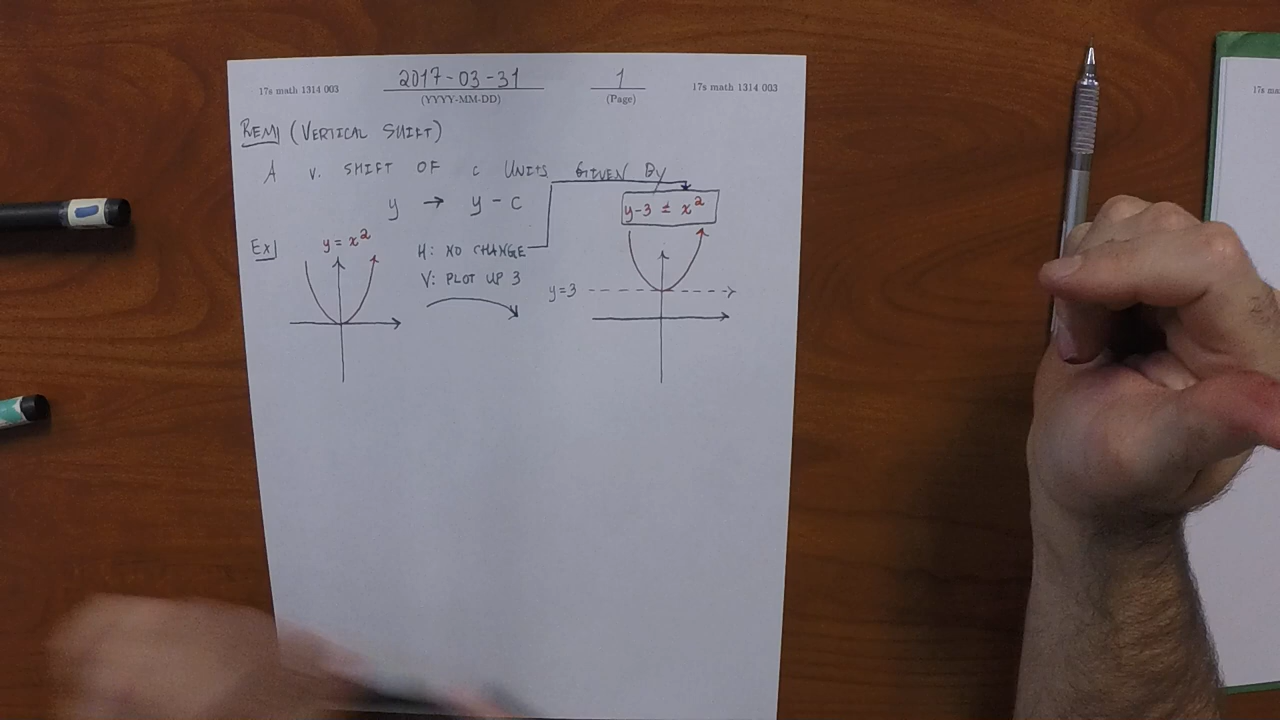 17s math 1314 003
2017-03-31
(YYYY-MM-DD)
1
(Page)
17s math 1314 003
REM (VERTICAL SHIFT)
A V. SHIFT OF c UNITS GIVEN BY
y → y - c
y-3 = x²
EX y = x²
H: NO CHANGE
V: PLOT UP 3
y=3
17s